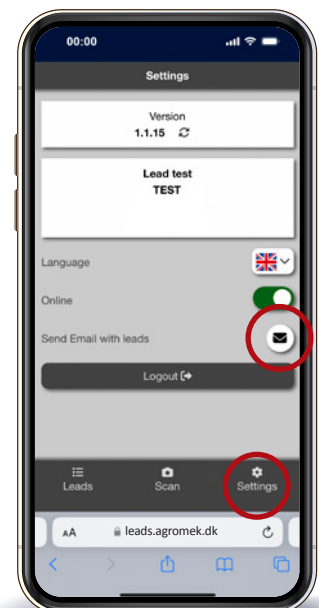 00:00
Settings
Version
1.1.15
Lead test
TEST
Language
Online
Send Email with leads
Logout
Leads
Scan
Settings
AA
leads.agromek.dk